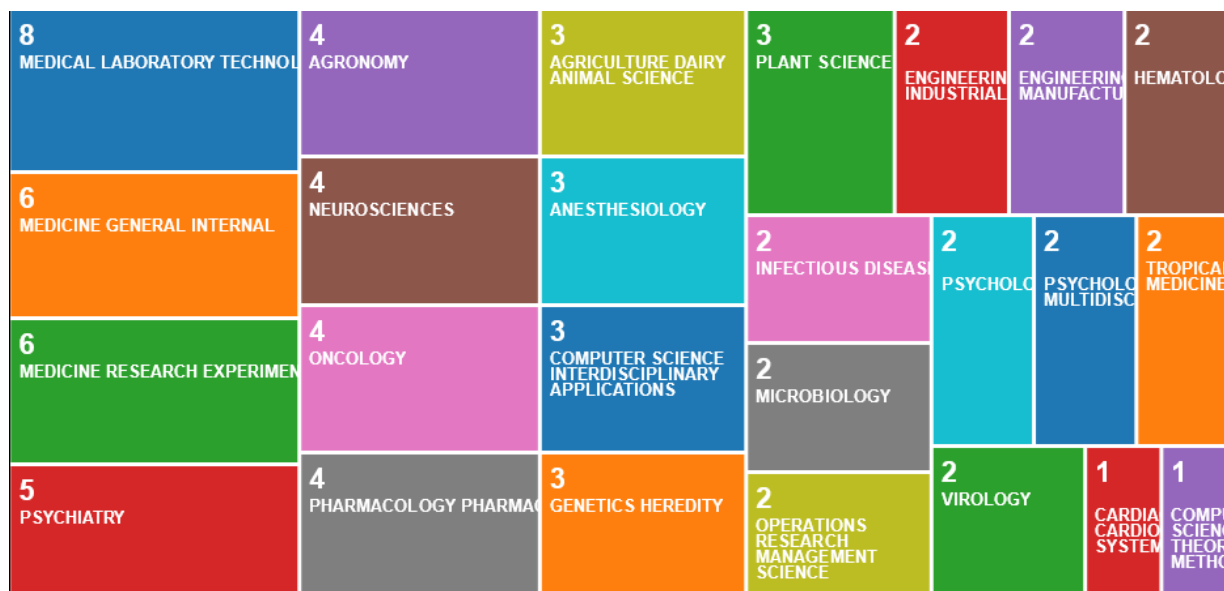 8
MEDICAL LABORATORY TECHNOL
6
MEDICINE GENERAL INTERNAL
6
MEDICINE RESEARCH EXPERIMEN
5
PSYCHIATRY
4
AGRONOMY
4
NEUROSCIENCES
4
ONCOLOGY
4
PHARMACOLOGY PHARMAC
3
AGRICULTURE DAIRY
ANIMAL SCIENCE
3
ANESTHESIOLOGY
3
COMPUTER SCIENCE
INTERDISCIPLINARY
APPLICATIONS
3
GENETICS HEREDITY
3
PLANT SCIENCE
2
ENGINEERIN
INDUSTRIAL
2
ENGINEERING
MANUFACTU
2
HEMATOLO
2
INFECTIOUS DISEAS
2
MICROBIOLOGY
2
OPERATIONS
RESEARCH
MANAGEMENT
SCIENCE
2
PSYCHOLO
2
PSYCHOLO
MULTIDISC
2
TROPICAL
MEDICINE
2
VIROLOGY
1
CARDIA
CARDIO
SYSTEM
1
COMPU
SCIENC
THEOR
METHO